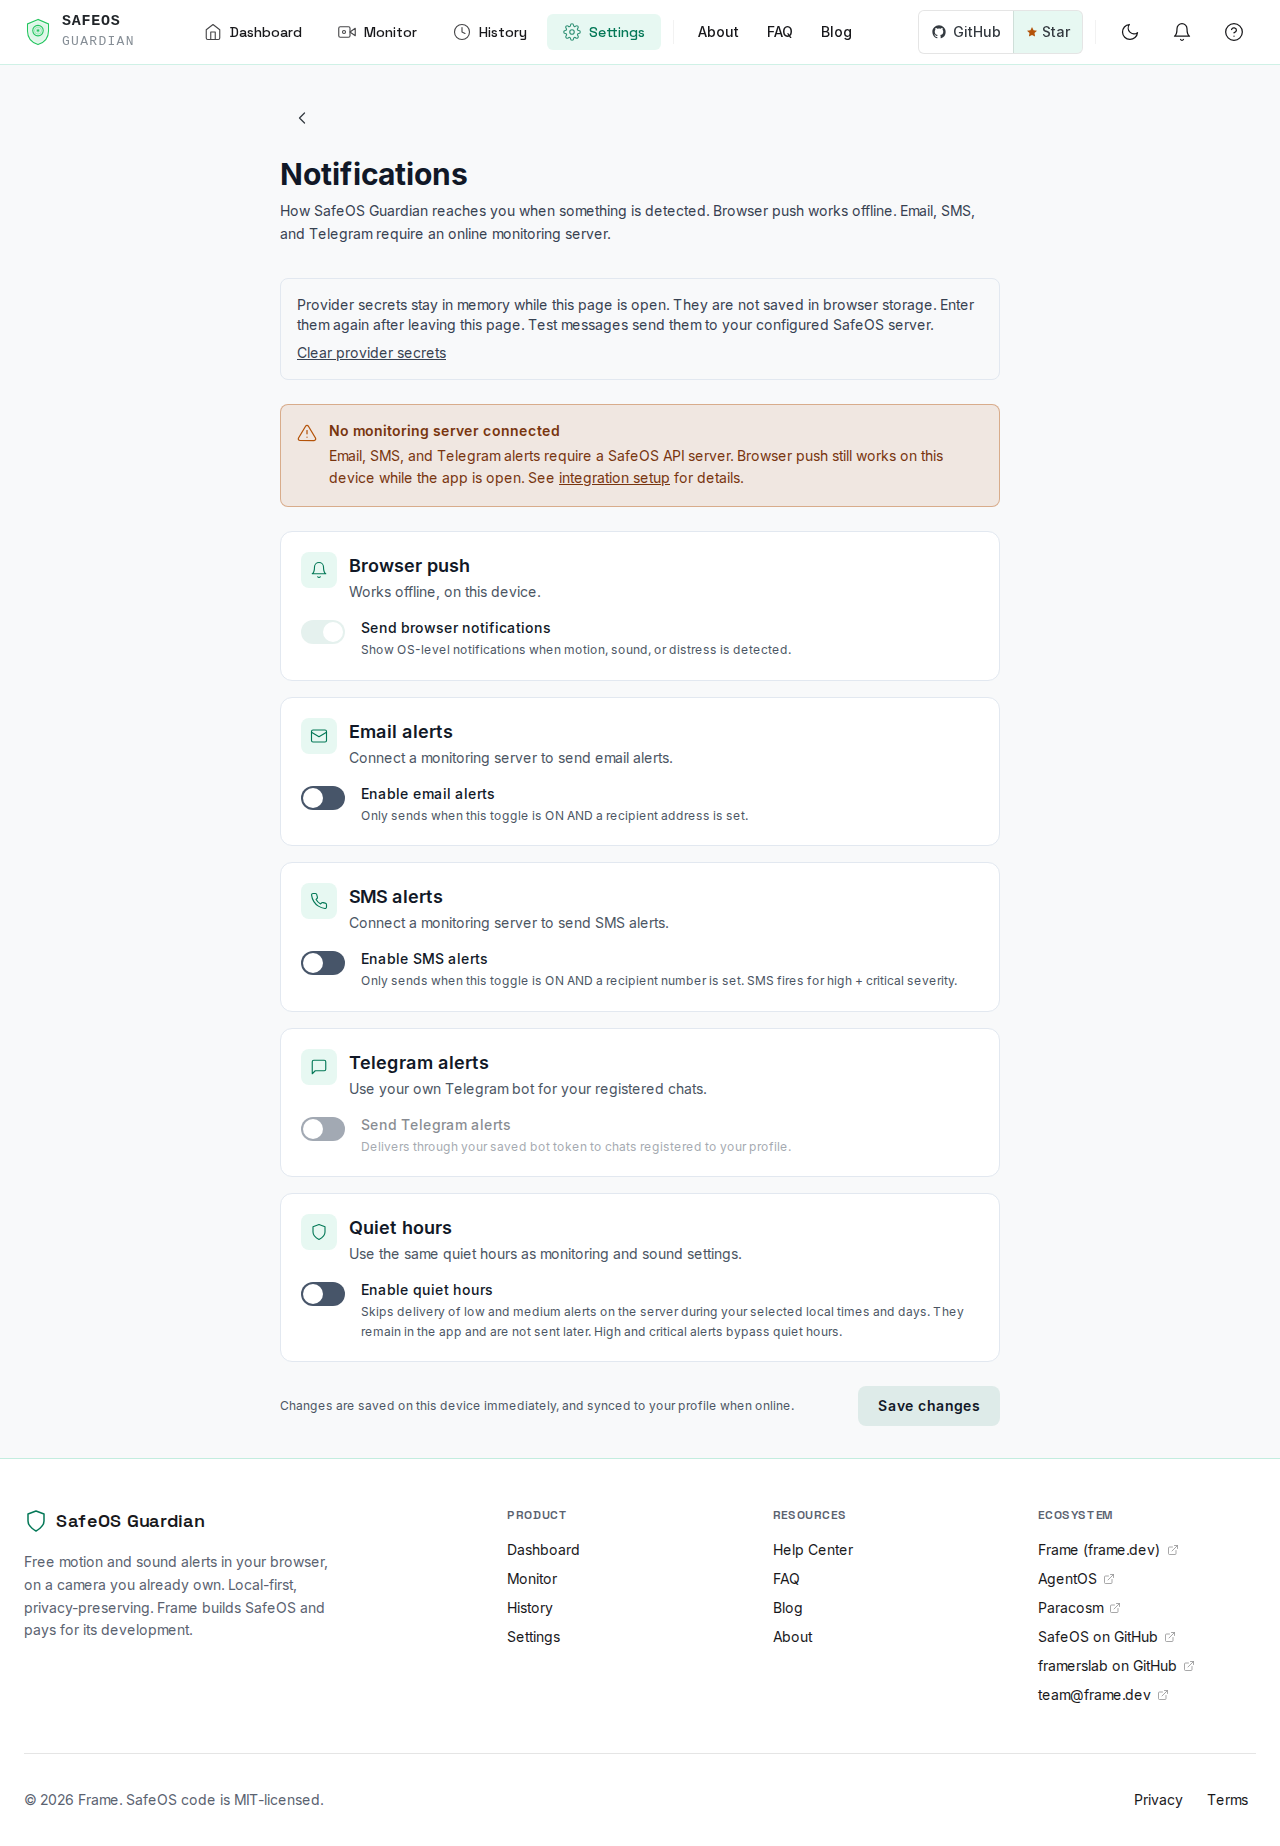 SAFEOS
GUARDIAN
Dashboard
Monitor
History
Settings
About
FAQ
Blog
GitHub
Star
Notifications
How SafeOS Guardian reaches you when something is detected. Browser push works offline. Email, SMS,
and Telegram require an online monitoring server.
Provider secrets stay in memory while this page is open. They are not saved in browser storage. Enter
them again after leaving this page. Test messages send them to your configured SafeOS server.
Clear provider secrets
No monitoring server connected
Email, SMS, and Telegram alerts require a SafeOS API server. Browser push still works on this
device while the app is open. See integration setup for details.
Browser push
Works offline, on this device.
Send browser notifications
Show OS-level notifications when motion, sound, or distress is detected.
Email alerts
Connect a monitoring server to send email alerts.
Enable email alerts
Only sends when this toggle is ON AND a recipient address is set.
SMS alerts
Connect a monitoring server to send SMS alerts.
Enable SMS alerts
Only sends when this toggle is ON AND a recipient number is set. SMS fires for high + critical severity.
Telegram alerts
Use your own Telegram bot for your registered chats.
Send Telegram alerts
Delivers through your saved bot token to chats registered to your profile.
Quiet hours
Use the same quiet hours as monitoring and sound settings.
Enable quiet hours
Skips delivery of low and medium alerts on the server during your selected local times and days. They
remain in the app and are not sent later. High and critical alerts bypass quiet hours.
Changes are saved on this device immediately, and synced to your profile when online.
Save changes
SafeOS Guardian
Free motion and sound alerts in your browser,
on a camera you already own. Local-first,
privacy-preserving. Frame builds SafeOS and
pays for its development.
PRODUCT
Dashboard
Monitor
History
Settings
RESOURCES
Help Center
FAQ
Blog
About
ECOSYSTEM
Frame (frame.dev)
AgentOS
Paracosm
SafeOS on GitHub
framerslab on GitHub
team@frame.dev
© 2026 Frame. SafeOS code is MIT-licensed.
Privacy
Terms